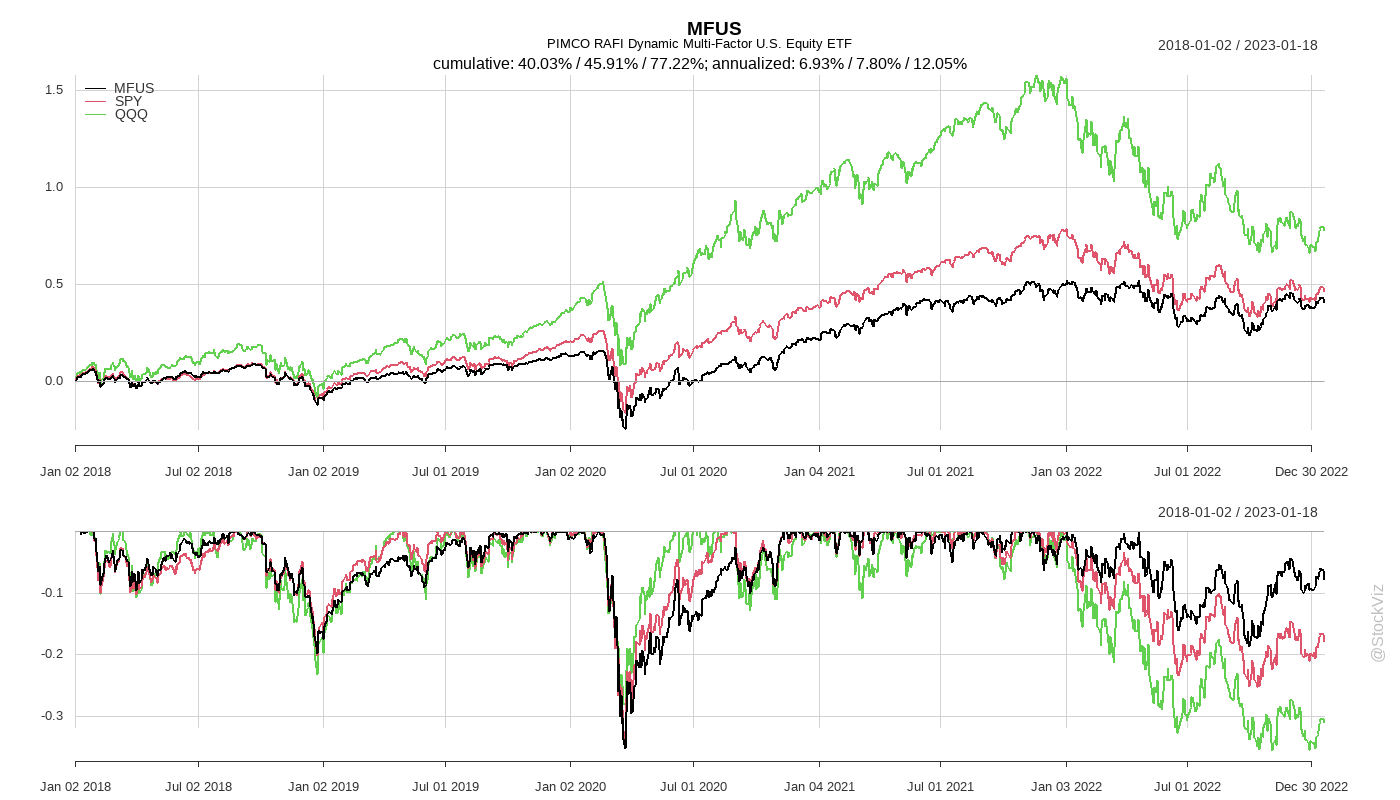 MFUS
PIMCO RAFI Dynamic Multi-Factor U.S. Equity ETF
2018-01-02 / 2023-01-18
cumulative: 40.03% / 45.91% / 77.22%; annualized: 6.93% / 7.80% / 12.05%
MFUS
SPY
QQQ
1.5
1.0
0.5
0.0
Jan 02 2018 Jul 02 2018 Jan 02 2019 Jul 01 2019 Jan 02 2020 Jul 01 2020 Jan 04 2021 Jul 01 2021 Jan 03 2022 Jul 01 2022 Dec 30 2022
2018-01-02 / 2023-01-18
-0.1
-0.2
-0.3
Jan 02 2018 Jul 02 2018 Jan 02 2019 Jul 01 2019 Jan 02 2020 Jul 01 2020 Jan 04 2021 Jul 01 2021 Jan 03 2022 Jul 01 2022 Dec 30 2022
@StockViz